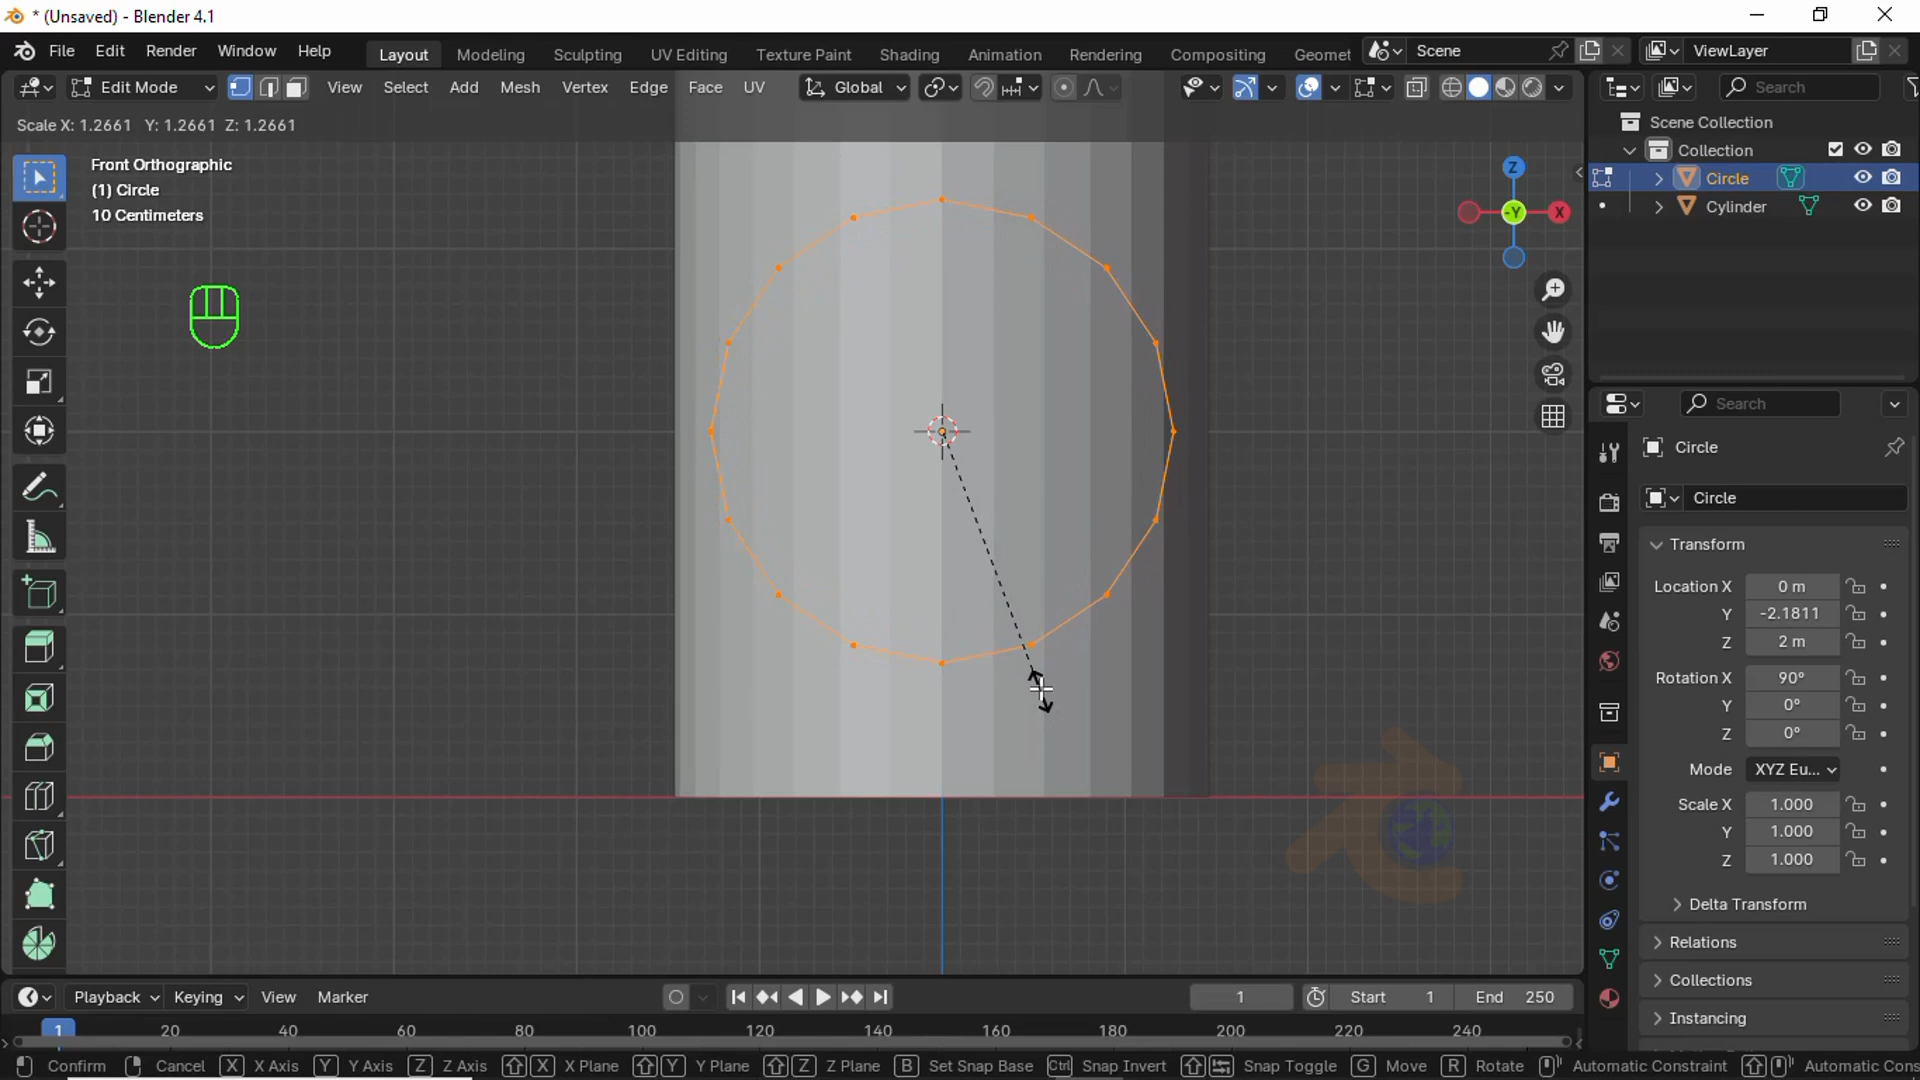 * (Unsaved) - Blender 4.1
File Edit Render Window Help
Layout Modeling Sculpting UV Editing Texture Paint Shading Animation Rendering Compositing Geomet
Scene
ViewLayer
Edit Mode
View Select Add Mesh Vertex Edge Face UV
Global
Search
Scale X: 1.2661 Y: 1.2661 Z: 1.2661
Front Orthographic
(1) Circle
10 Centimeters
Z
-Y
X
Scene Collection
Collection
Circle
Cylinder
Search
Circle
Circle
Transform
Location X 0 m
Y -2.1811
Z 2 m
Rotation X 90°
Y 0°
Z 0°
Mode XYZ Eu...
Scale X 1.000
Y 1.000
Z 1.000
Delta Transform
Relations
Collections
Instancing
Playback Keying View Marker
1
Start 1
End 250
1 20 40 60 80 100 120 140 160 180 200 220 240
Confirm Cancel X X Axis Y Y Axis Z Z Axis X X Plane Y Y Plane Z Z Plane B Set Snap Base Ctrl Snap Invert Snap Toggle G Move R Rotate Automatic Constraint Automatic Cons